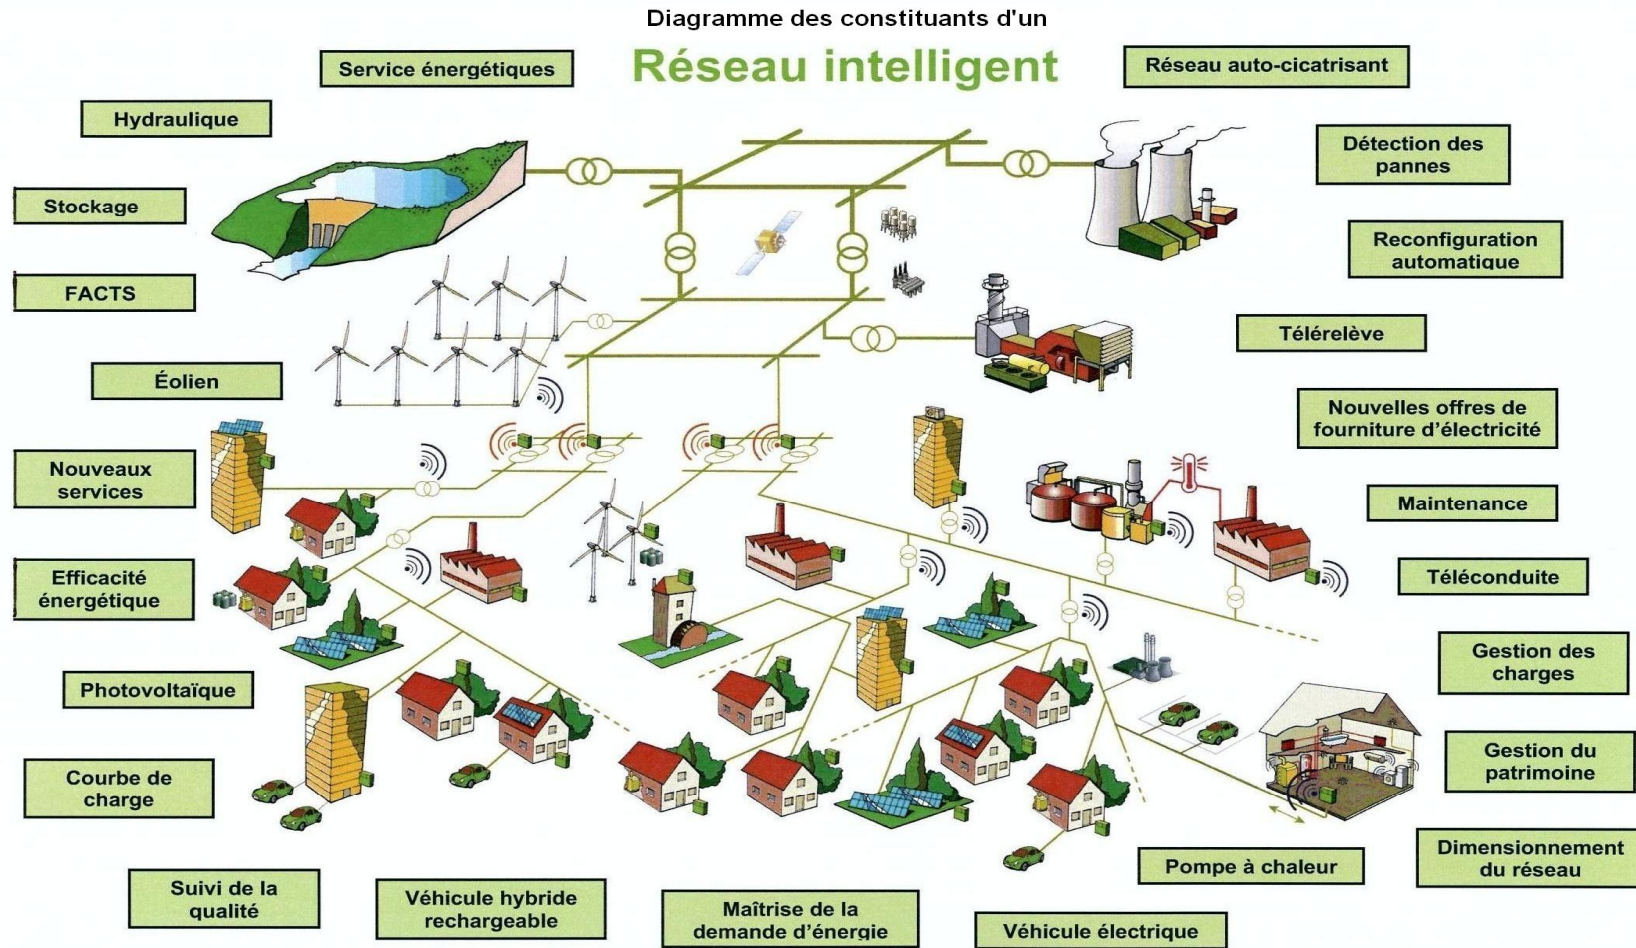 Diagramme des constituants d'un
Réseau intelligent
Service énergétiques
Réseau auto-cicatrisant
Hydraulique
Détection des
pannes
Stockage
Reconfiguration
automatique
FACTS
Télérelève
Éolien
Nouvelles offres de
fourniture d'électricité
Nouveaux
services
Maintenance
Efficacité
énergétique
Téléconduite
Gestion des
charges
Photovoltaïque
Gestion du
patrimoine
Courbe de
charge
Dimensionnement
du réseau
Pompe à chaleur
Suivi de la
qualité
Véhicule hybride
rechargeable
Maîtrise de la
demande d'énergie
Véhicule électrique